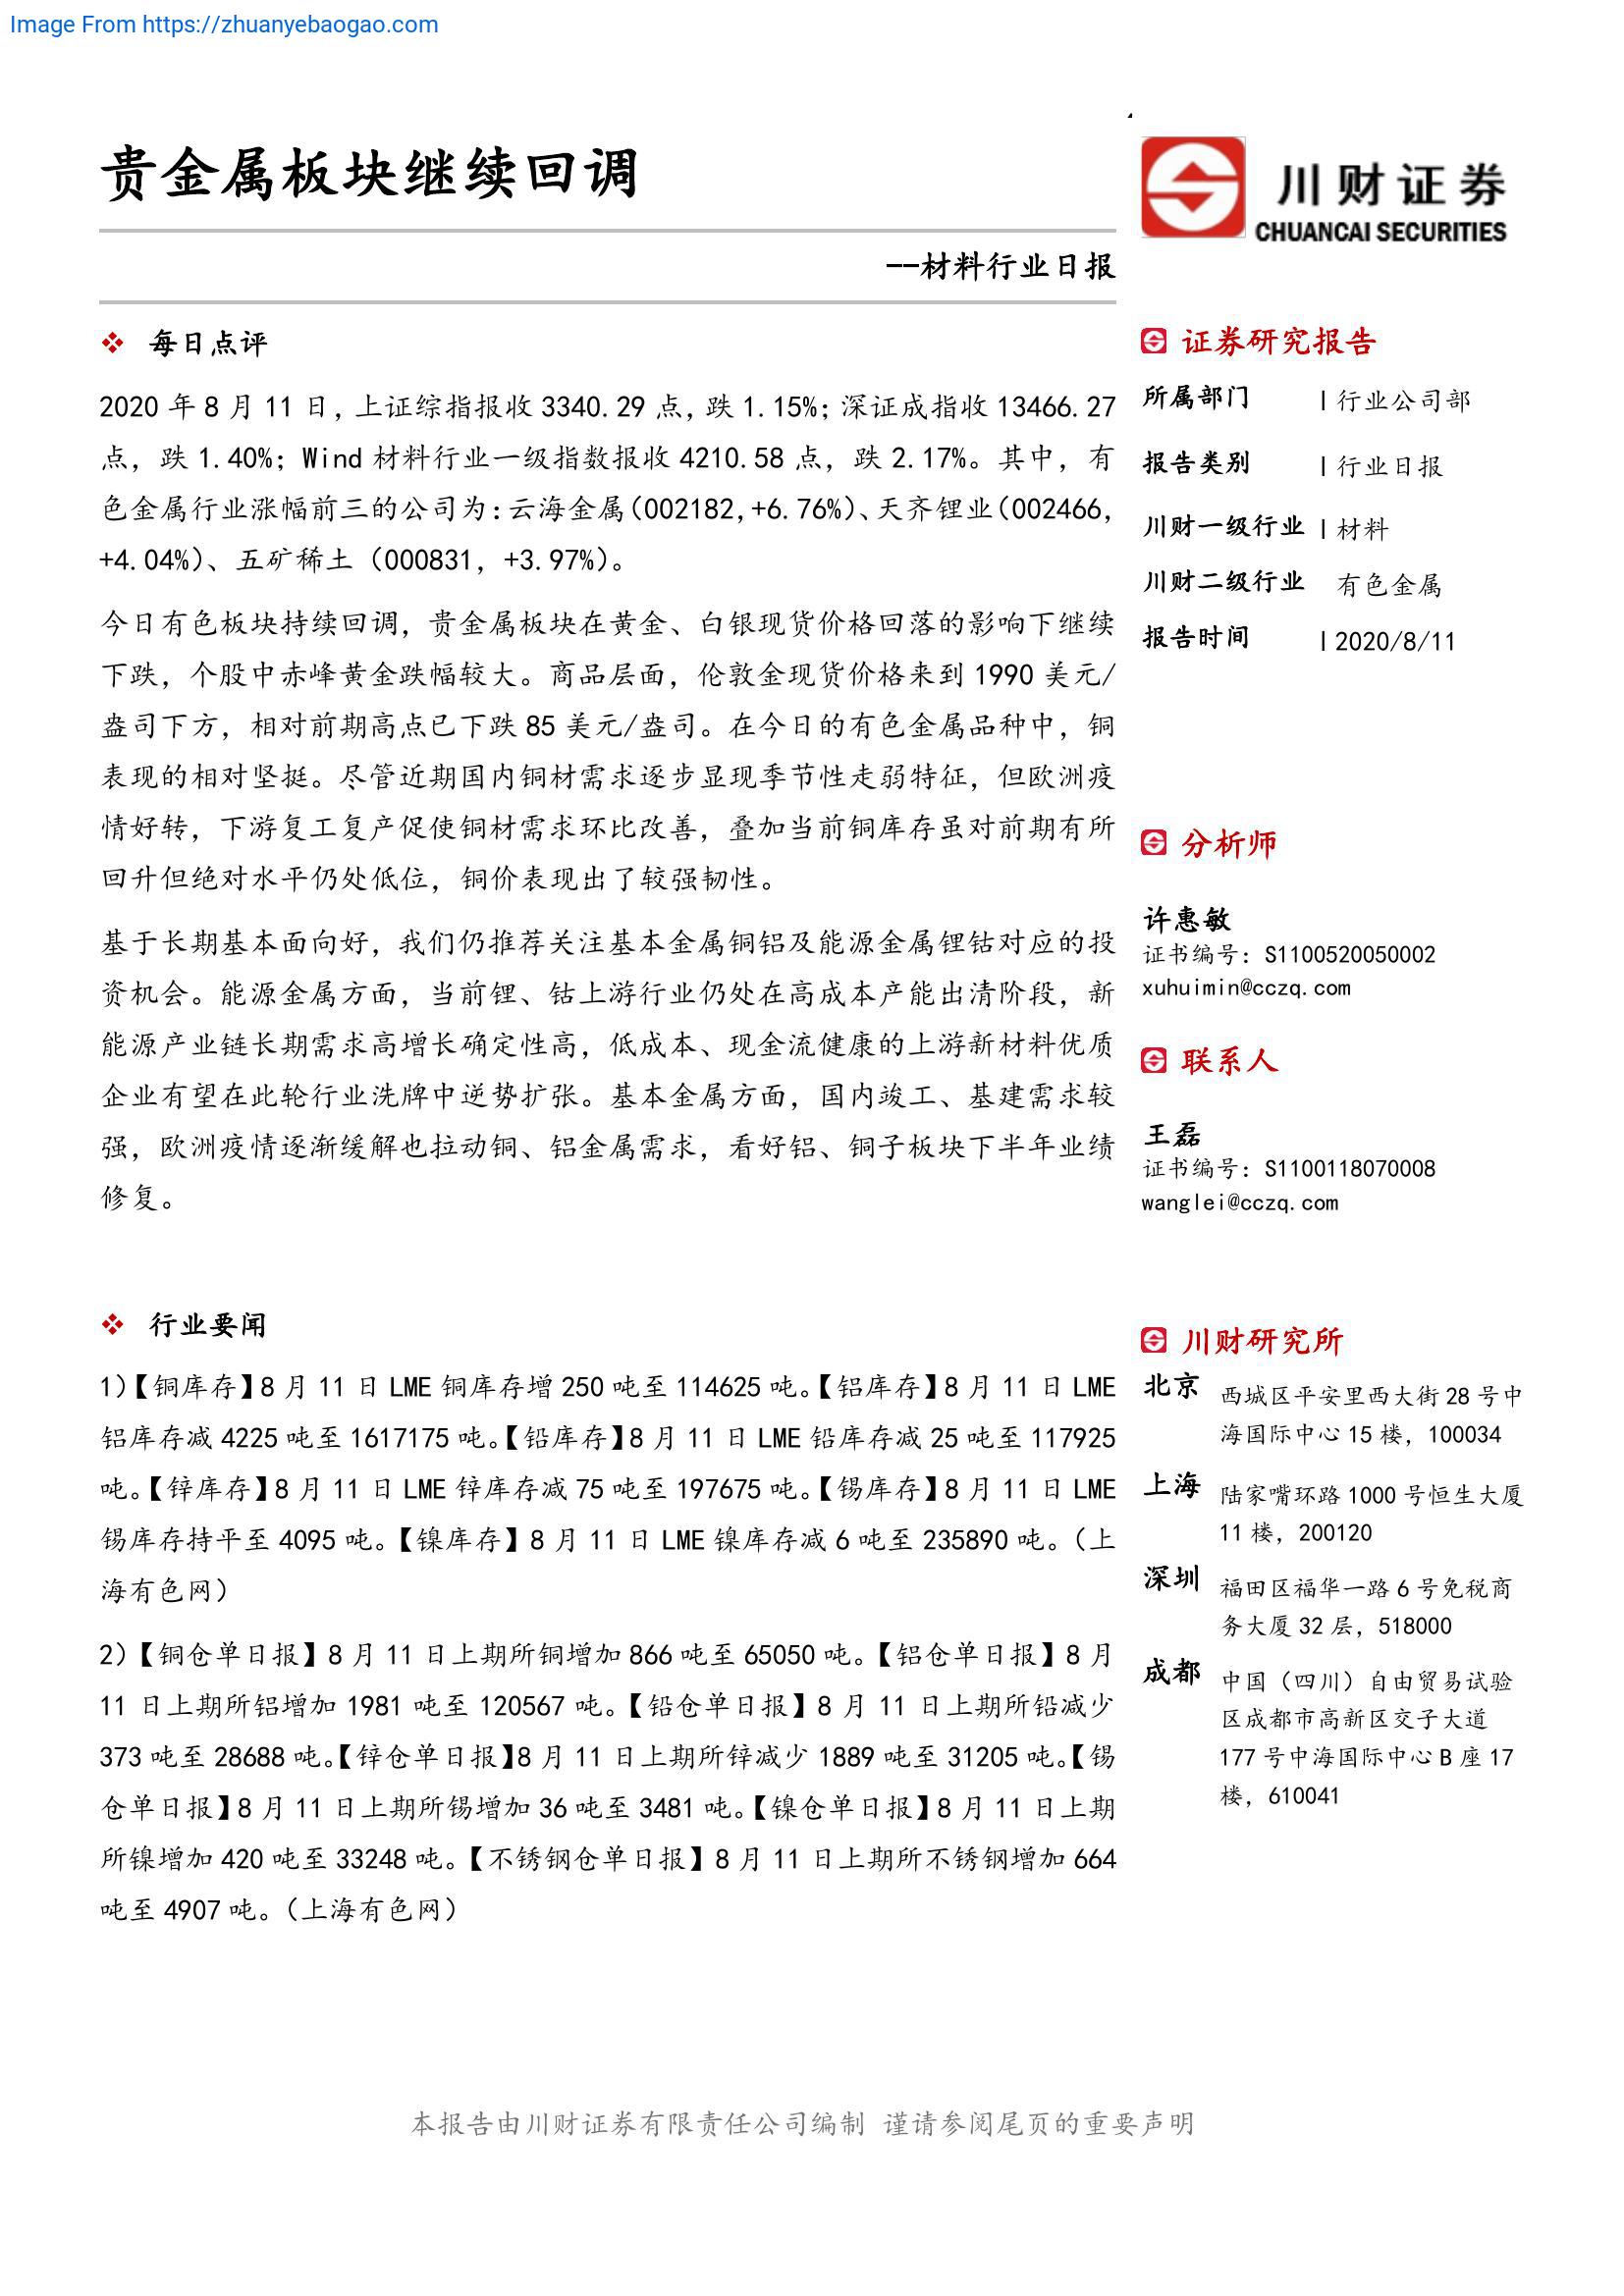 Image From https://zhuanyebaogao.com
贵金属板块继续回调
川财证券
CHUANCAI SECURITIES
——材料行业日报
❖ 每日点评
2020 年 8 月 11 日，上证综指报收 3340.29 点，跌 1.15%；深证成指收 13466.27
点，跌 1.40%；Wind 材料行业一级指数报收 4210.58 点，跌 2.17%。其中，有
色金属行业涨幅前三的公司为：云海金属（002182,+6.76%）、天齐锂业（002466,
+4.04%）、五矿稀土（000831, +3.97%）。
今日有色板块持续回调，贵金属板块在黄金、白银现货价格回落的影响下继续
下跌，个股中赤峰黄金跌幅较大。商品层面，伦敦金现货价格来到 1990 美元/
盎司下方，相对前期高点已下跌 85 美元/盎司。在今日的有色金属品种中，铜
表现的相对坚挺。尽管近期国内铜材需求逐步显现季节性走弱特征，但欧洲疫
情好转，下游复工复产促使铜材需求环比改善，叠加当前铜库存虽对前期有所
回升但绝对水平仍处低位，铜价表现出了较强韧性。
基于长期基本面向好，我们仍推荐关注基本金属铜铝及能源金属锂钴对应的投
资机会。能源金属方面，当前锂、钴上游行业仍处在高成本产能出清阶段，新
能源产业链长期需求高增长确定性高，低成本、现金流健康的上游新材料优质
企业有望在此轮行业洗牌中逆势扩张。基本金属方面，国内竣工、基建需求较
强，欧洲疫情逐渐缓解也拉动铜、铝金属需求，看好铝、铜子板块下半年业绩
修复。
❖ 行业要闻
1）【铜库存】8 月 11 日 LME 铜库存增 250 吨至 114625 吨。【铝库存】8 月 11 日 LME
铝库存减 4225 吨至 1617175 吨。【铅库存】8 月 11 日 LME 铅库存减 25 吨至 117925
吨。【锌库存】8 月 11 日 LME 锌库存减 75 吨至 197675 吨。【锡库存】8 月 11 日 LME
锡库存持平至 4095 吨。【镍库存】8 月 11 日 LME 镍库存减 6 吨至 235890 吨。（上
海有色网）
2）【铜仓单日报】8 月 11 日上期所铜增加 866 吨至 65050 吨。【铝仓单日报】8 月
11 日上期所铝增加 1981 吨至 120567 吨。【铅仓单日报】8 月 11 日上期所铅减少
373 吨至 28688 吨。【锌仓单日报】8 月 11 日上期所锌减少 1889 吨至 31205 吨。【锡
仓单日报】8 月 11 日上期所锡增加 36 吨至 3481 吨。【镍仓单日报】8 月 11 日上期
所镍增加 420 吨至 33248 吨。【不锈钢仓单日报】8 月 11 日上期所不锈钢增加 664
吨至 4907 吨。（上海有色网）
证券研究报告
所属部门 | 行业公司部
报告类别 | 行业日报
川财一级行业 | 材料
川财二级行业 有色金属
报告时间 | 2020/8/11
分析师
许惠敏
证书编号：S1100520050002
xuhuimin@cczq.com
联系人
王磊
证书编号：S1100118070008
wanglei@cczq.com
川财研究所
北京 西城区平安里西大街 28 号中
海国际中心 15 楼，100034
上海 陆家嘴环路 1000 号恒生大厦
11 楼，200120
深圳 福田区福华一路 6 号免税商
务大厦 32 层，518000
成都 中国（四川）自由贸易试验
区成都市高新区交子大道
177 号中海国际中心 B 座 17
楼，610041
本报告由川财证券有限责任公司编制 谨请参阅尾页的重要声明